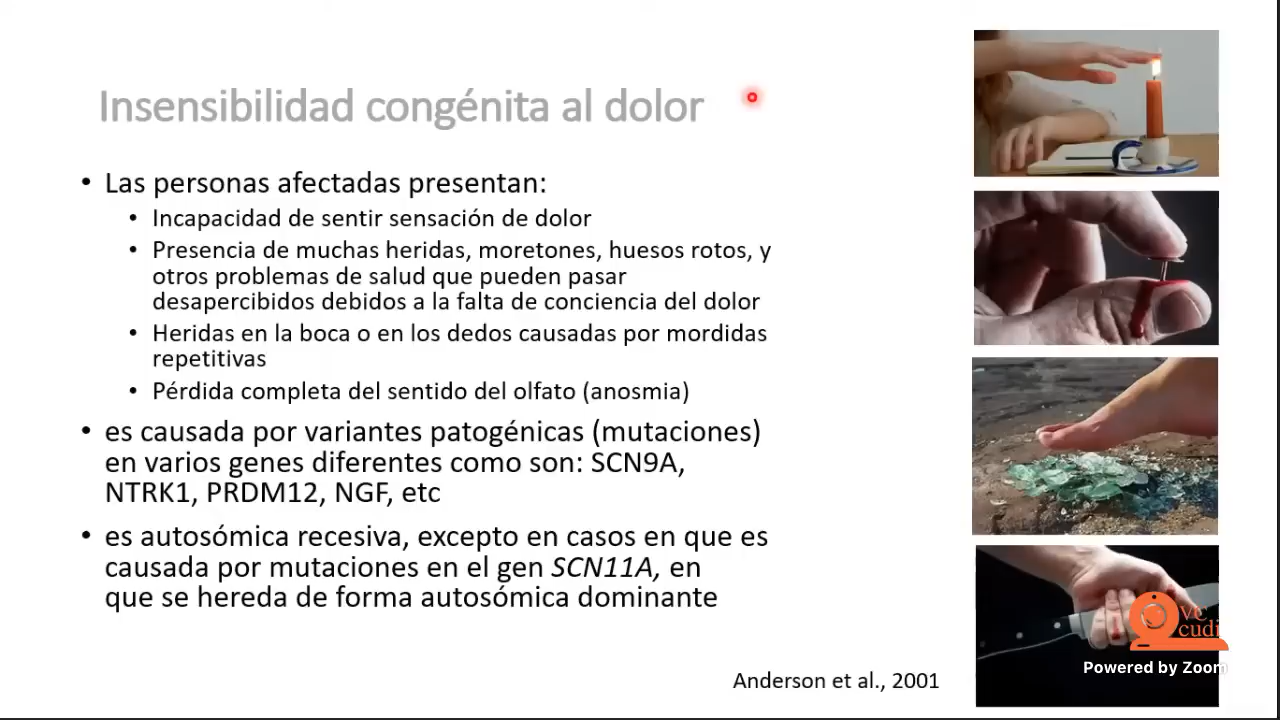 Insensibilidad congénita al dolor
• Las personas afectadas presentan:
• Incapacidad de sentir sensación de dolor
• Presencia de muchas heridas, moretones, huesos rotos, y
otros problemas de salud que pueden pasar
desapercibidos debidos a la falta de conciencia del dolor
• Heridas en la boca o en los dedos causadas por mordidas
repetitivas
• Pérdida completa del sentido del olfato (anosmia)
• es causada por variantes patogénicas (mutaciones)
en varios genes diferentes como son: SCN9A,
NTRK1, PRDM12, NGF, etc
• es autosómica recesiva, excepto en casos en que es
causada por mutaciones en el gen SCN11A, en
que se hereda de forma autosómica dominante
Anderson et al., 2001
VC
cudi
Powered by Zoom